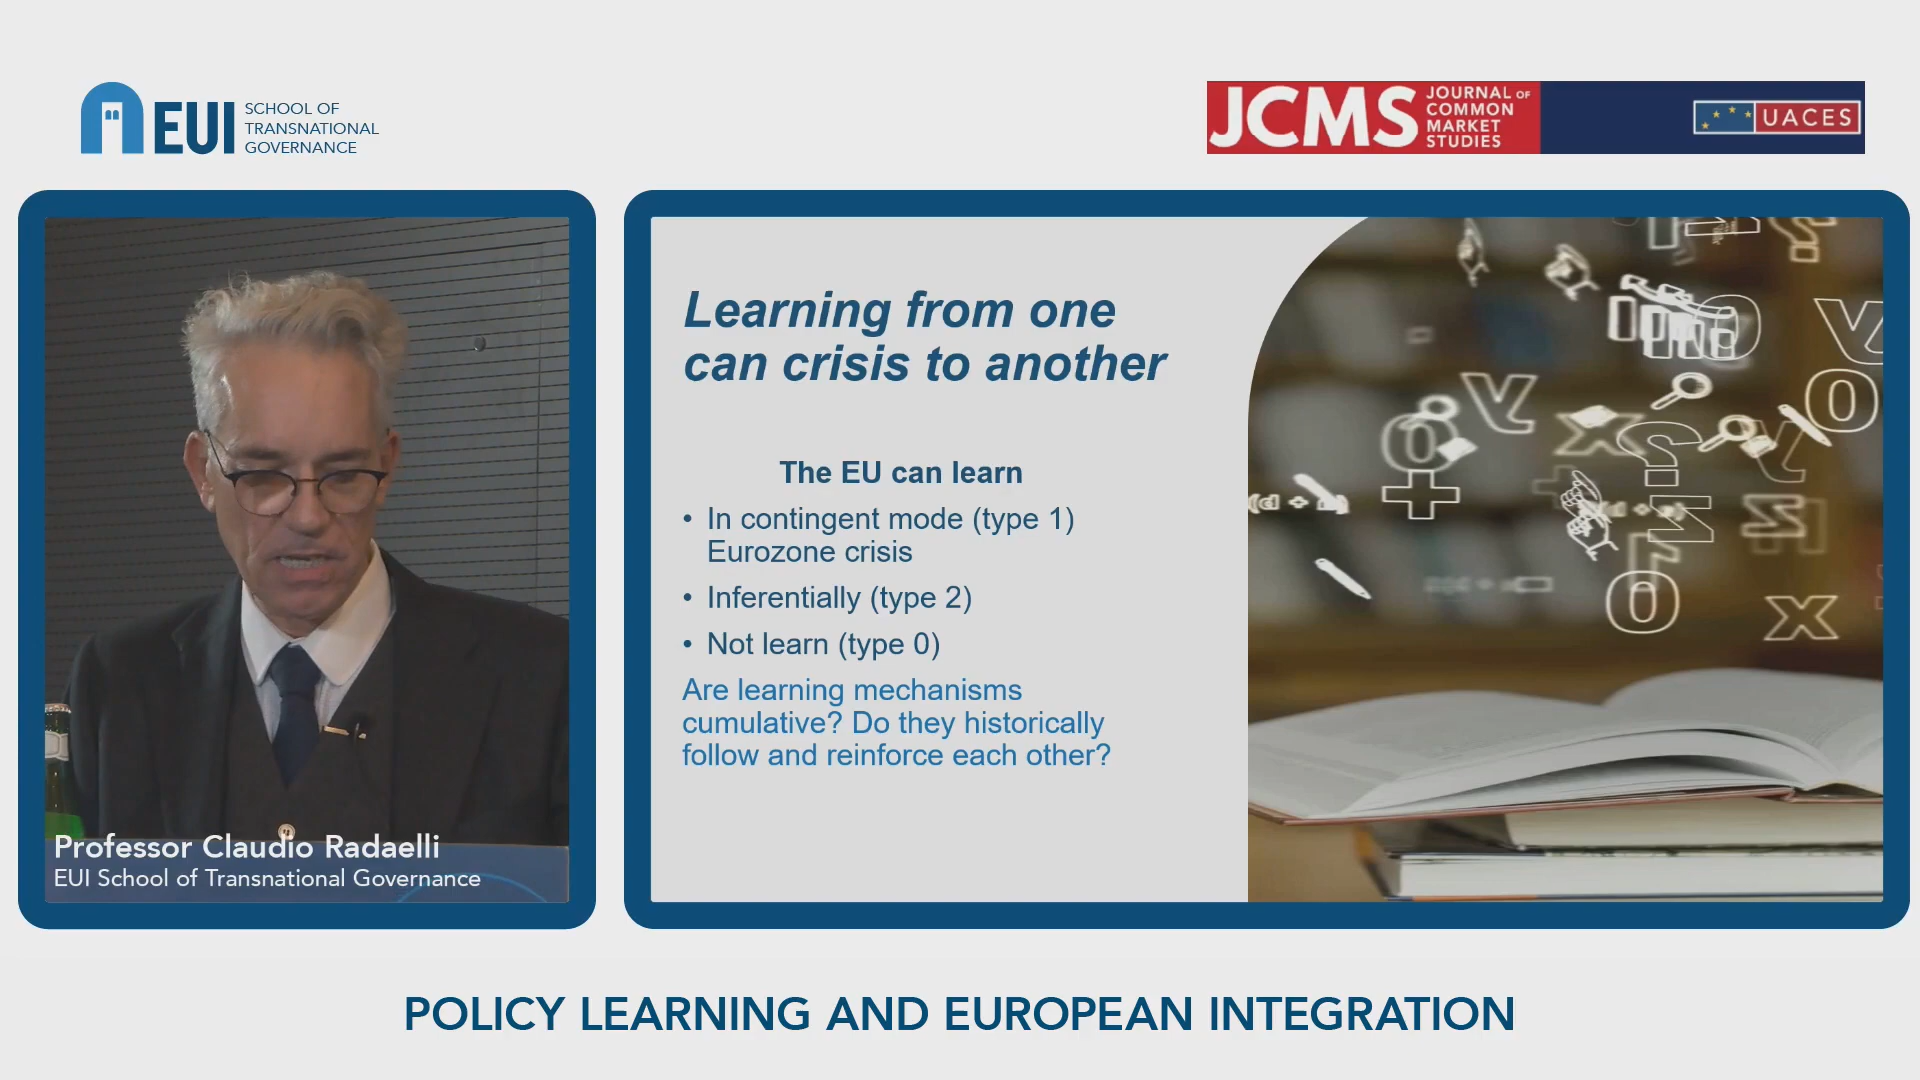 EUI
SCHOOL OF
TRANSNATIONAL
GOVERNANCE
JCMS
JOURNAL OF
COMMON
MARKET
STUDIES
UACES
Learning from one
can crisis to another
The EU can learn
• In contingent mode (type 1)
Eurozone crisis
• Inferentially (type 2)
• Not learn (type 0)
Are learning mechanisms
cumulative? Do they historically
follow and reinforce each other?
Professor Claudio Radaelli
EUI School of Transnational Governance
POLICY LEARNING AND EUROPEAN INTEGRATION